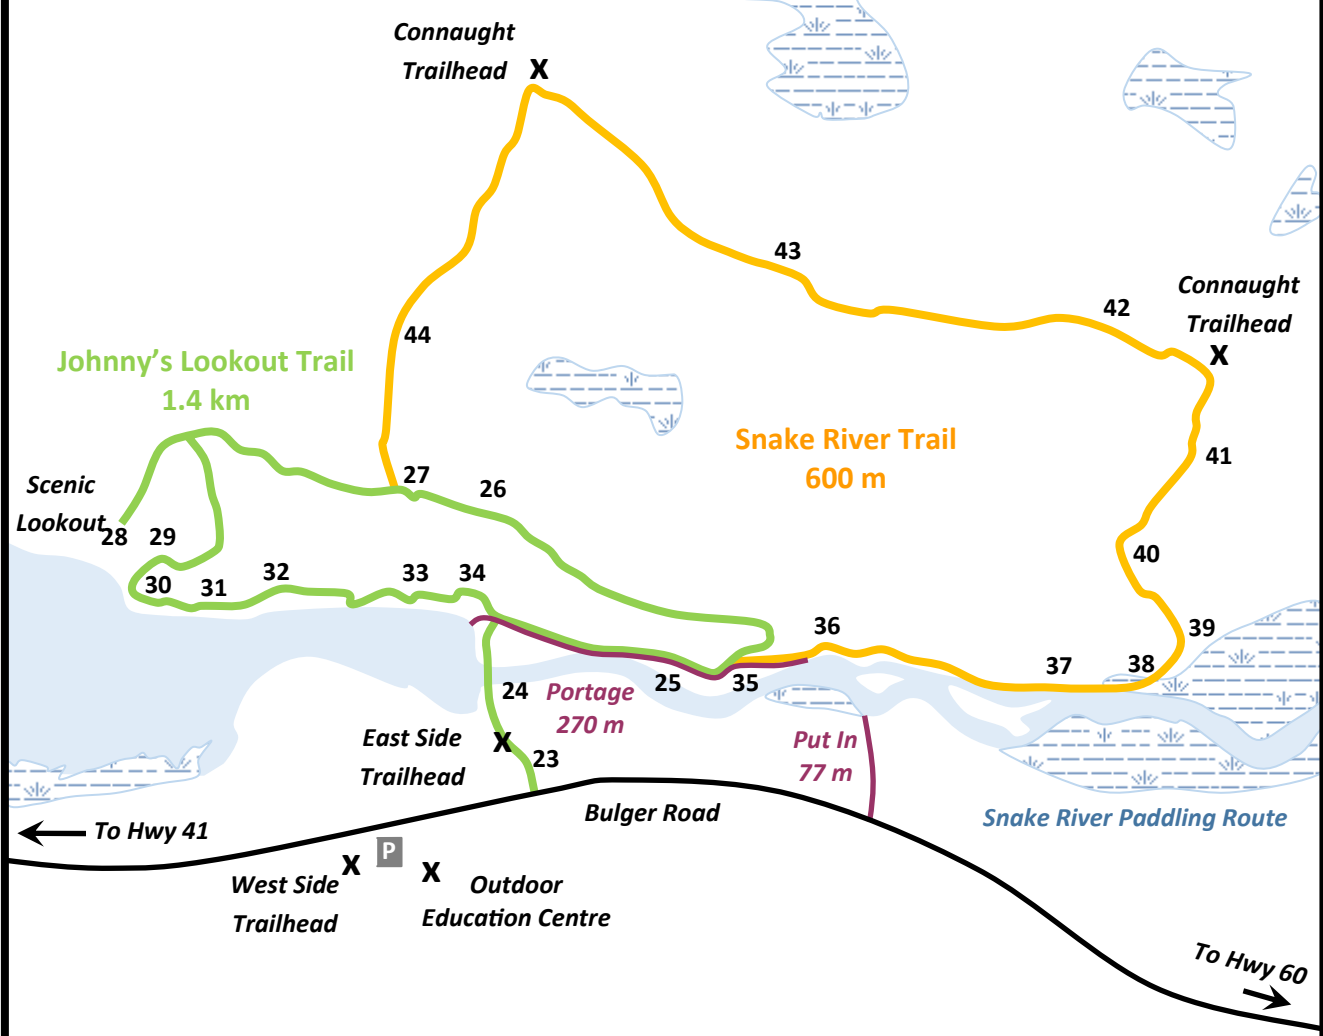 Connaught
Trailhead X
43
42
Connaught
Trailhead
X
44
Johnny's Lookout Trail
1.4 km
Snake River Trail
600 m
41
27
26
Scenic
Lookout
28
29
40
30
31
32
33
34
36
39
38
37
25
35
24
Portage
270 m
East Side
Trailhead
X
23
Put In
77 m
Bulger Road
Snake River Paddling Route
To Hwy 41
P
X
X
West Side
Trailhead
Outdoor
Education Centre
To Hwy 60